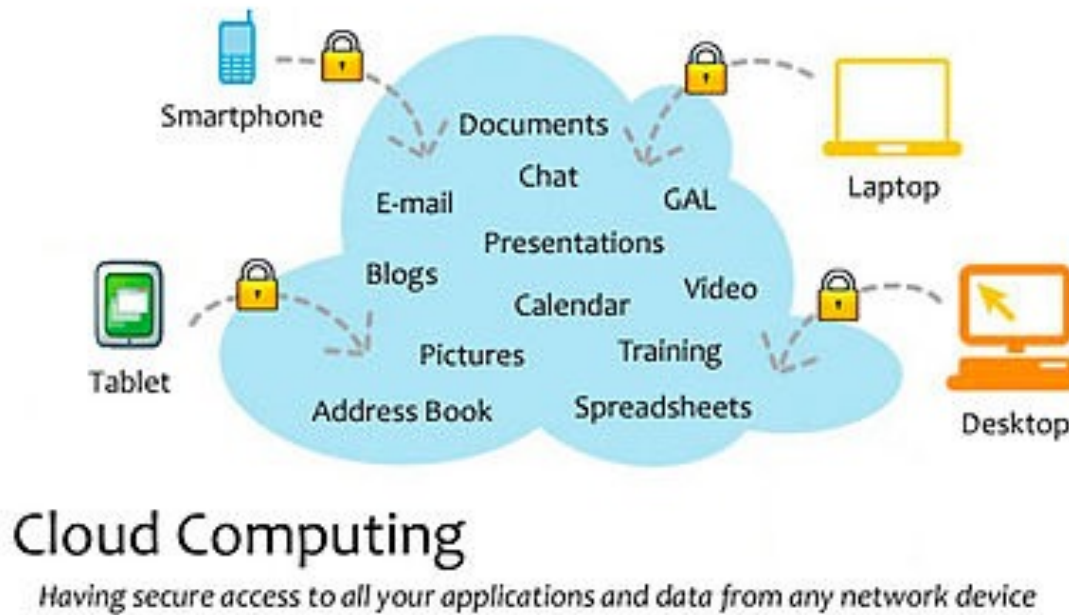 Smartphone
Documents
Chat
Laptop
E-mail
GAL
Presentations
Blogs
Video
Calendar
Tablet
Pictures
Training
Address Book
Spreadsheets
Desktop
Cloud Computing
Having secure access to all your applications and data from any network device